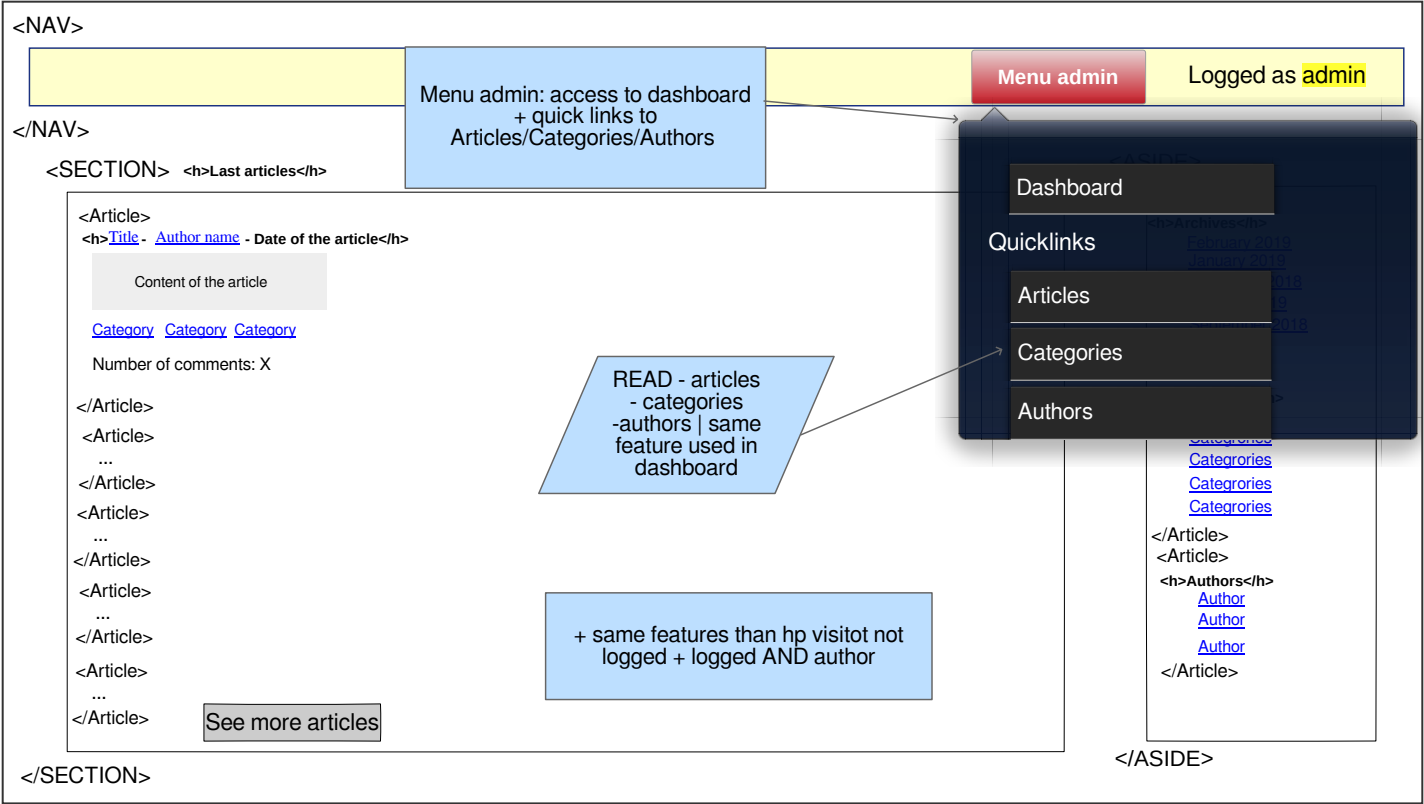 <NAV>
Menu admin: access to dashboard
+ quick links to
Articles/Categories/Authors
Menu admin
Logged as admin
</NAV>
<SECTION> <h>Last articles</h>
<Article>
<h>Title - Author name - Date of the article</h>
Content of the article
Category Category Category
Number of comments: X
</Article>
<Article>
...
</Article>
<Article>
...
</Article>
<Article>
...
</Article>
<Article>
...
</Article>
See more articles
</SECTION>
READ - articles
- categories
-authors | same
feature used in
dashboard
+ same features than hp visitot not
logged + logged AND author
Dashboard
Quicklinks
Articles
Categories
Authors
<ASIDE>
<h>Archives</h>
February 2019
January 2019
2018
Categrories
Categrories
Categrories
Categrories
</Article>
<Article>
<h>Authors</h>
Author
Author
Author
</Article>
</ASIDE>